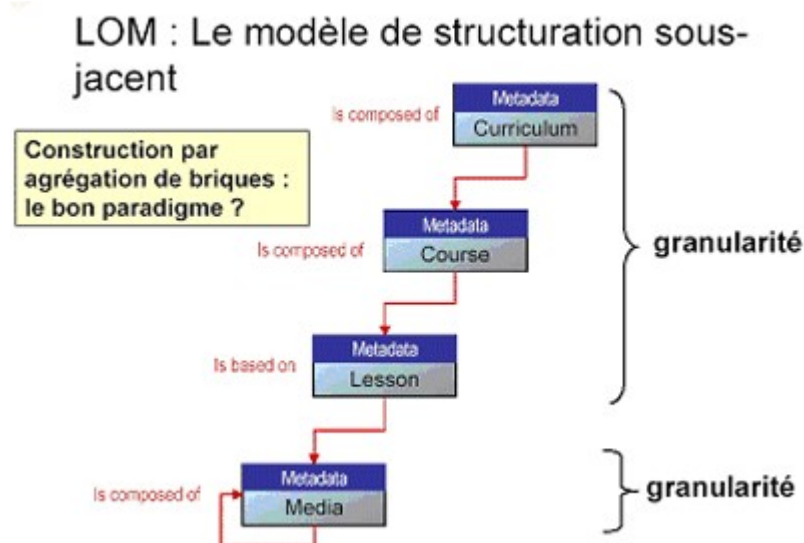 LOM : Le modèle de structuration sous-
jacent
Is composed of
Metadata
Curriculum
Construction par
agrégation de briques :
le bon paradigme ?
Is composed of
Metadata
Course
granularité
Is based on
Metadata
Lesson
Is composed of
Metadata
Media
granularité